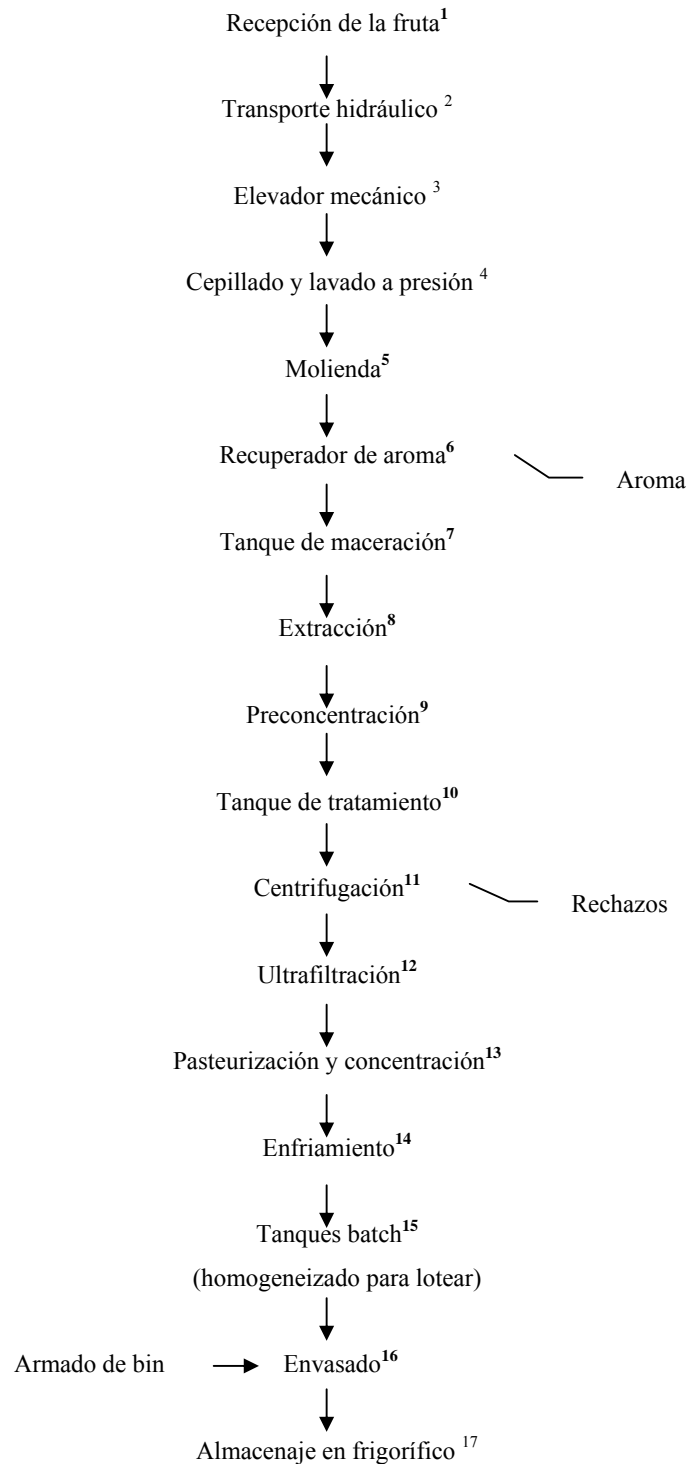 Recepción de la fruta1
Transporte hidráulico 2
Elevador mecánico 3
Cepillado y lavado a presión 4
Molienda5
Recuperador de aroma6
Aroma
Tanque de maceración7
Extracción8
Preconcentración9
Tanque de tratamiento10
Centrifugación11
Rechazos
Ultrafiltración12
Pasteurización y concentración13
Enfriamiento14
Tanques batch15
(homogeneizado para lotear)
Armado de bin Envasado16
Almacenaje en frigorífico 17